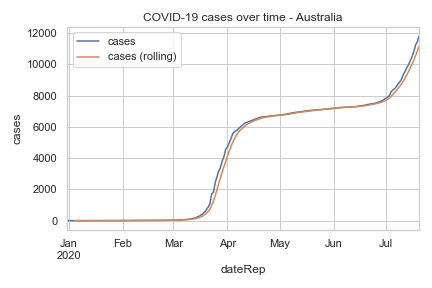 COVID-19 cases over time - Australia
cases
cases (rolling)
12000
10000
8000
6000
4000
2000
0
cases
Jan Feb Mar Apr May Jun Jul
2020
dateRep